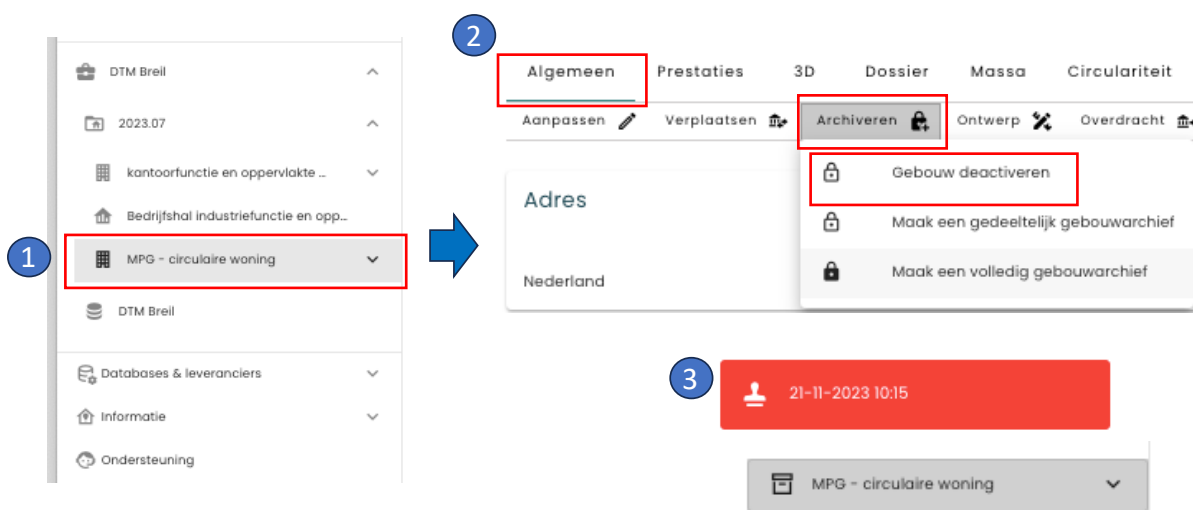 DTM Breil
2023.07
kantoorfunctie en oppervlakte ...
Bedrijfshal industriefunctie en opp...
1
MPG - circulaire woning
DTM Breil
Databases & leveranciers
Informatie
Ondersteuning
2
Algemeen Prestaties 3D Dossier Massa Circulariteit
Aanpassen Verplaatsen Archiveren Ontwerp Overdracht
Gebouw deactiveren
Maak een gedeeltelijk gebouwarchief
Maak een volledig gebouwarchief
Adres
Nederland
3
21-11-2023 10:15
MPG - circulaire woning